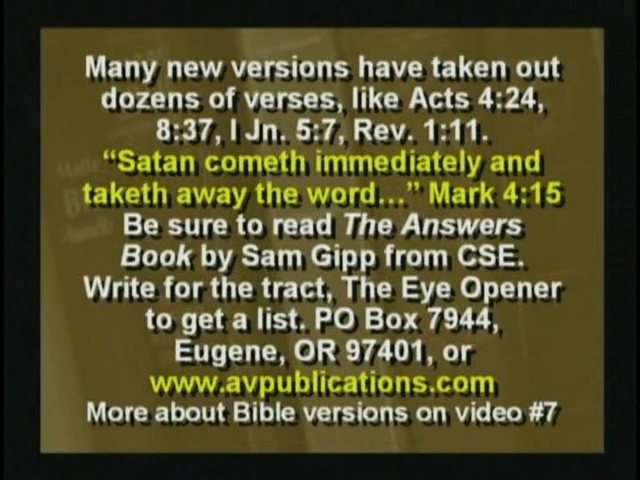 Many new versions have taken out
dozens of verses, like Acts 4:24,
8:37, I Jn. 5:7, Rev. 1:11.
“Satan cometh immediately and
taketh away the word…” Mark 4:15
Be sure to read The Answers
Book by Sam Gipp from CSE.
Write for the tract, The Eye Opener
to get a list. PO Box 7944,
Eugene, OR 97401, or
www.avpublications.com
More about Bible versions on video #7